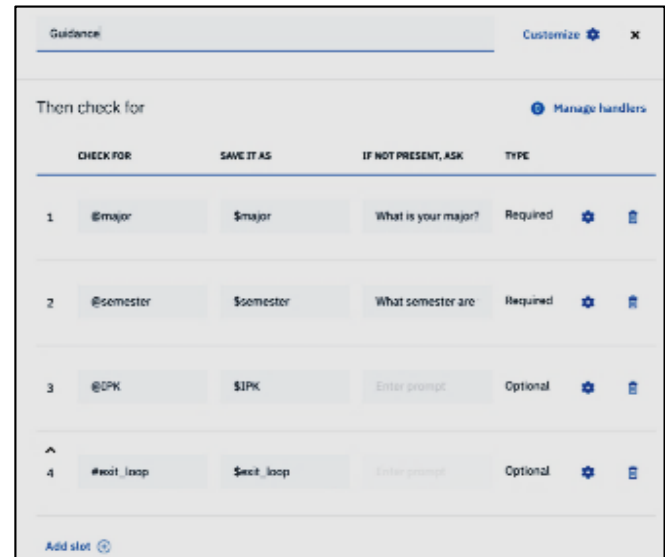 Guidance
Customize ×
Then check for
0 Manage handlers
CHECK FOR SAVE IT AS IF NOT PRESENT, ASK TYPE
1 @major $major What is your major? Required
2 @semester $semester What semester are Required
3 @IPK $IPK Enter prompt Optional
4 #exit_loop $exit_loop Enter prompt Optional
Add slot